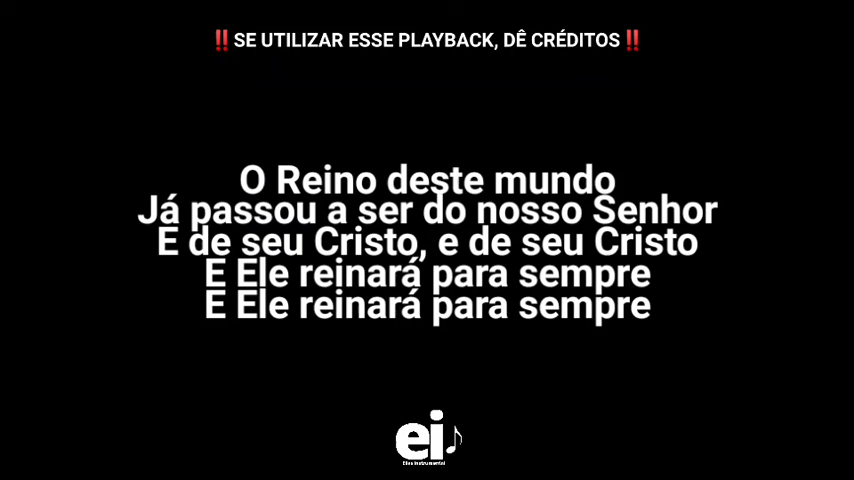 ‼️SE UTILIZAR ESSE PLAYBACK, DÊ CRÉDITOS‼️
O Reino deste mundo
Já passou a ser do nosso Senhor
E de seu Cristo, e de seu Cristo
E Ele reinará para sempre
E Ele reinará para sempre
ei